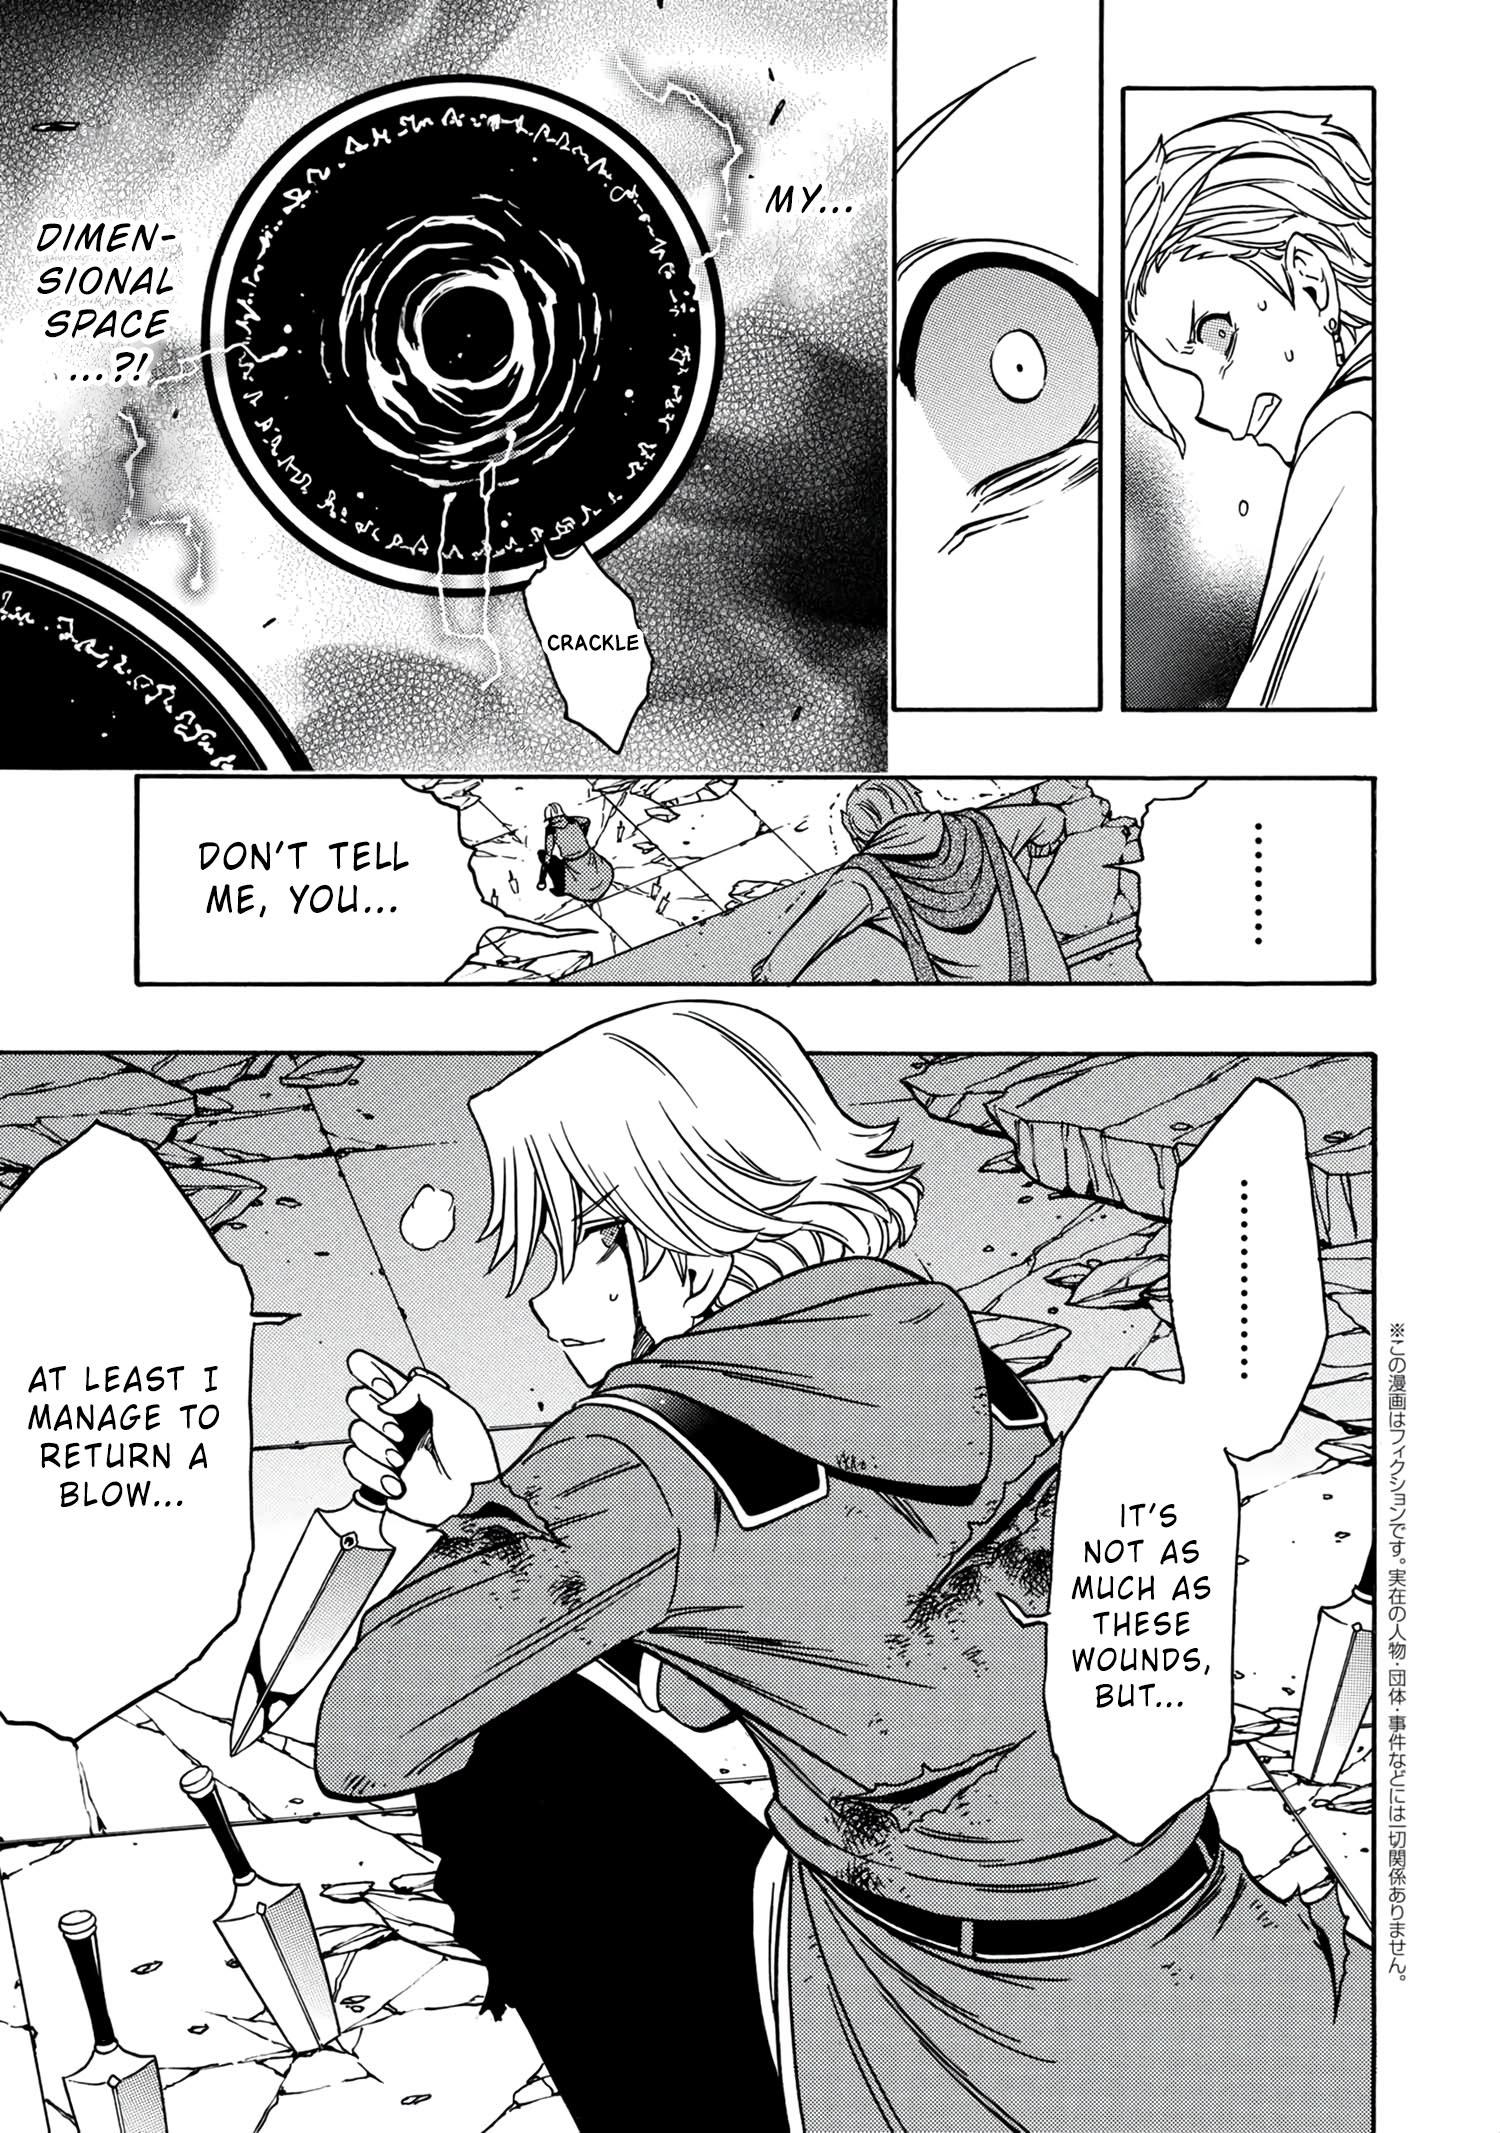 MY...
DIMEN-
SIONAL
SPACE
...?!
CRACKLE
..........
DON'T TELL
ME, YOU...
...............
IT'S
NOT AS
MUCH AS
THESE
WOUNDS,
BUT...
AT LEAST I
MANAGE TO
RETURN A
BLOW...
※この漫画はフィクションです。実在の人物・団体・事件などには一切関係ありません。